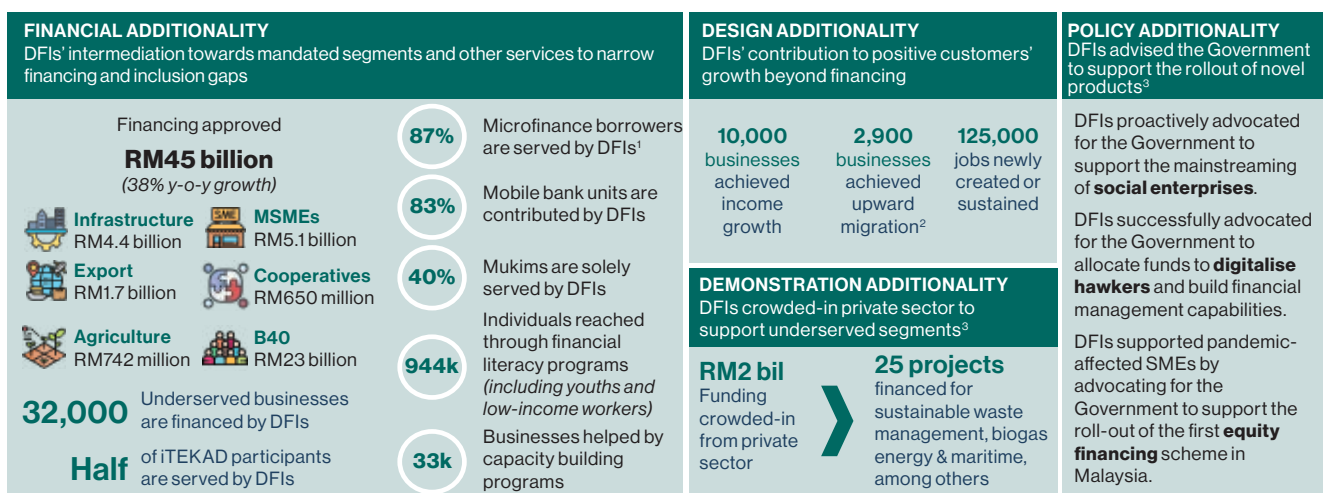 FINANCIAL ADDITIONALITY
DFIs' intermediation towards mandated segments and other services to narrow
financing and inclusion gaps
Financing approved
RM45 billion
(38% y-o-y growth)
Infrastructure
RM4.4 billion
SME
MSMEs
RM5.1 billion
Export
RM1.7 billion
Cooperatives
RM650 million
Agriculture
RM742 million
B40
RM23 billion
32,000
Underserved businesses
are financed by DFIs
Half
of iTEKAD participants
are served by DFIs
87%
Microfinance borrowers
are served by DFIs¹
83%
Mobile bank units are
contributed by DFIs
40%
Mukims are solely
served by DFIs
944k
Individuals reached
through financial
literacy programs
(including youths and
low-income workers)
33k
Businesses helped by
capacity building
programs
DESIGN ADDITIONALITY
DFIs' contribution to positive customers'
growth beyond financing
10,000
businesses
achieved
income
growth
2,900
businesses
achieved
upward
migration²
125,000
jobs newly
created or
sustained
DEMONSTRATION ADDITIONALITY
DFIs crowded-in private sector to
support underserved segments³
RM2 bil
Funding
crowded-in
from private
sector
25 projects
financed for
sustainable waste
management, biogas
energy & maritime,
among others
POLICY ADDITIONALITY
DFIs advised the Government
to support the rollout of novel
products³
DFIs proactively advocated
for the Government to
support the mainstreaming
of social enterprises.
DFIs successfully advocated
for the Government to
allocate funds to digitalise
hawkers and build financial
management capabilities.
DFIs supported pandemic-
affected SMEs by
advocating for the
Government to support the
roll-out of the first equity
financing scheme in
Malaysia.